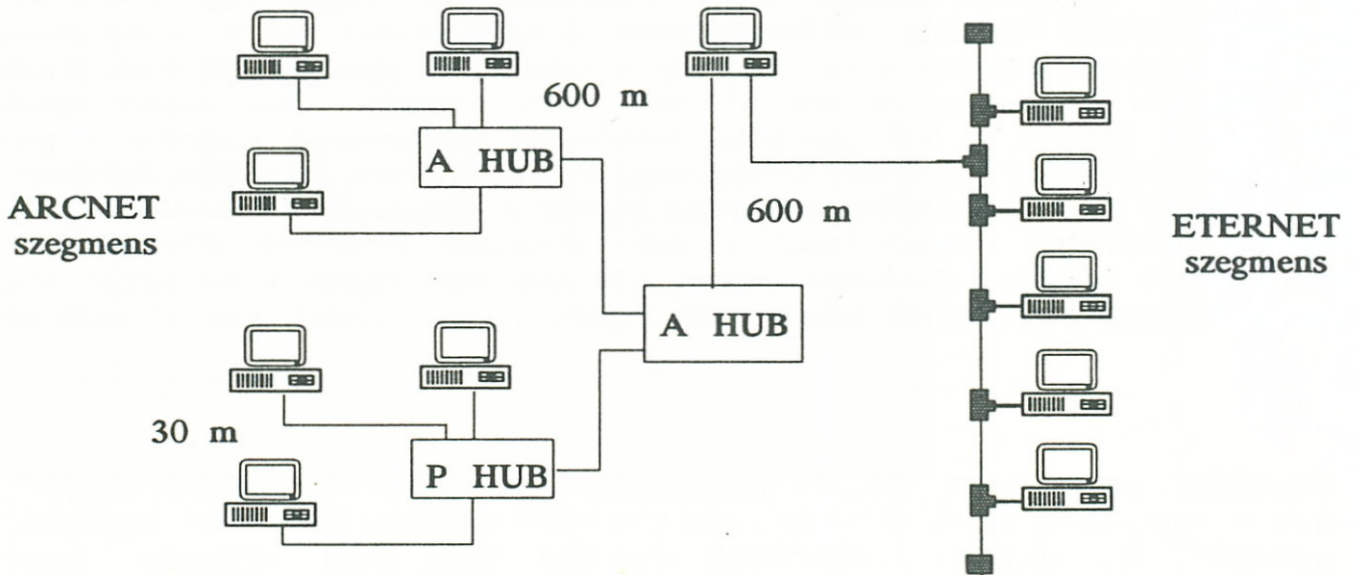 600 m
A HUB
ARCNET
szegmens
600 m
ETERNET
szegmens
A HUB
30 m
P HUB